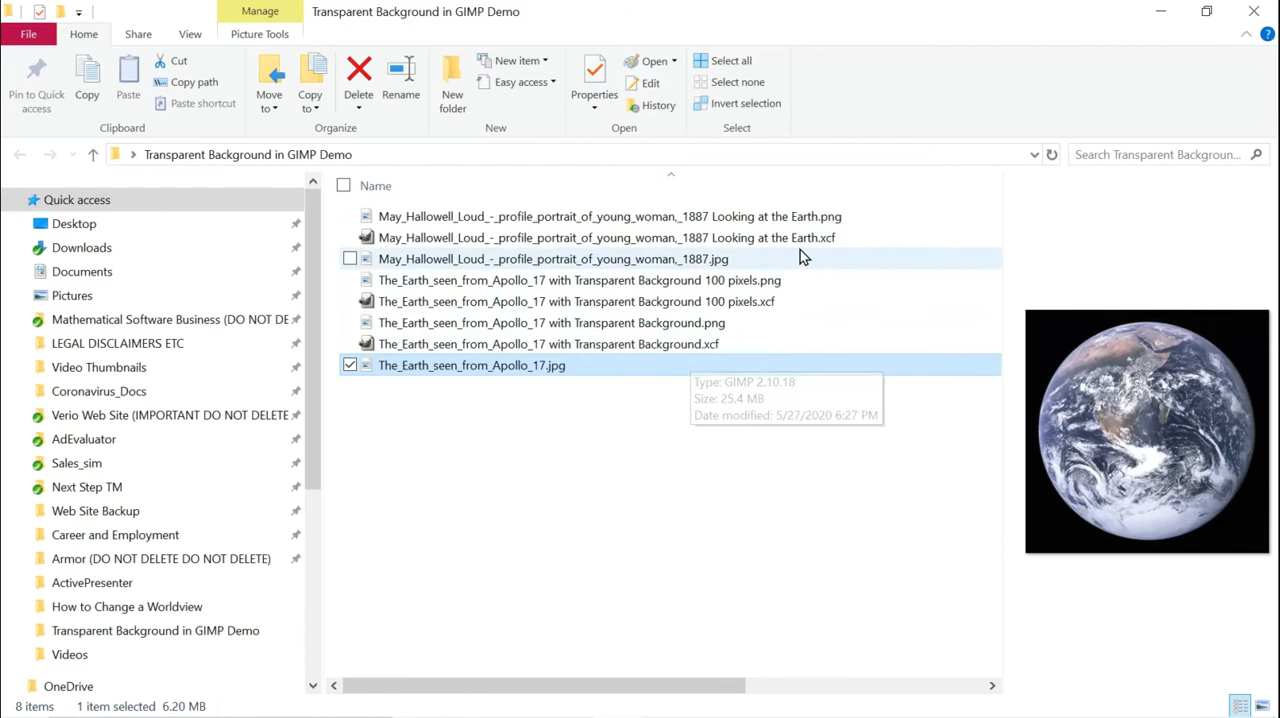 Manage
Transparent Background in GIMP Demo
File
Home
Share
View
Picture Tools
Pin to Quick access
Copy
Paste
Cut
Copy path
Paste shortcut
Clipboard
Move to
Copy to
Delete
Rename
Organize
New folder
New item
Easy access
New
Properties
Open
Edit
History
Open
Select all
Select none
Invert selection
Select
Transparent Background in GIMP Demo
Search Transparent Backgroun...
Quick access
Desktop
Downloads
Documents
Pictures
Mathematical Software Business (DO NOT DE
LEGAL DISCLAIMERS ETC
Video Thumbnails
Coronavirus_Docs
Verio Web Site (IMPORTANT DO NOT DELETE
AdEvaluator
Sales_sim
Next Step TM
Web Site Backup
Career and Employment
Armor (DO NOT DELETE DO NOT DELETE)
ActivePresenter
How to Change a Worldview
Transparent Background in GIMP Demo
Videos
OneDrive
Name
May_Hallowell_Loud_-_profile_portrait_of_young_woman,_1887 Looking at the Earth.png
May_Hallowell_Loud_-_profile_portrait_of_young_woman,_1887 Looking at the Earth.xcf
May_Hallowell_Loud_-_profile_portrait_of_young_woman,_1887.jpg
The_Earth_seen_from_Apollo_17 with Transparent Background 100 pixels.png
The_Earth_seen_from_Apollo_17 with Transparent Background 100 pixels.xcf
The_Earth_seen_from_Apollo_17 with Transparent Background.png
The_Earth_seen_from_Apollo_17 with Transparent Background.xcf
The_Earth_seen_from_Apollo_17.jpg
Type: GIMP 2.10.18
Size: 25.4 MB
Date modified: 5/27/2020 6:27 PM
8 items
1 item selected 6.20 MB